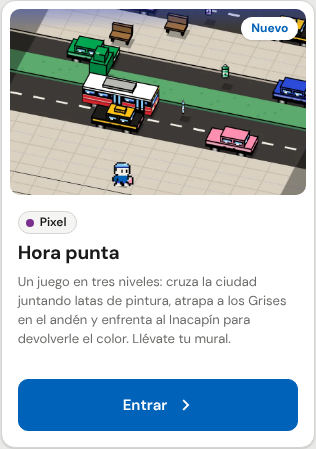 Nuevo
Pixel
Hora punta
Un juego en tres niveles: cruza la ciudad
juntando latas de pintura, atrapa a los Grises
en el andén y enfrenta al Inacapín para
devolverle el color. Llévate tu mural.
Entrar